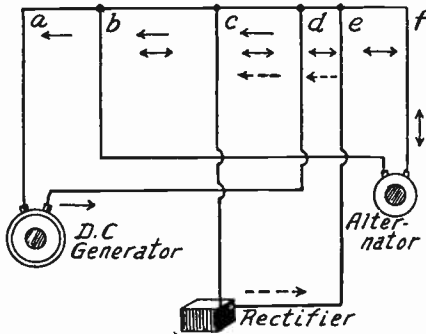 a b c d e f
D.C
Generator
Alter-
nator
Rectifier